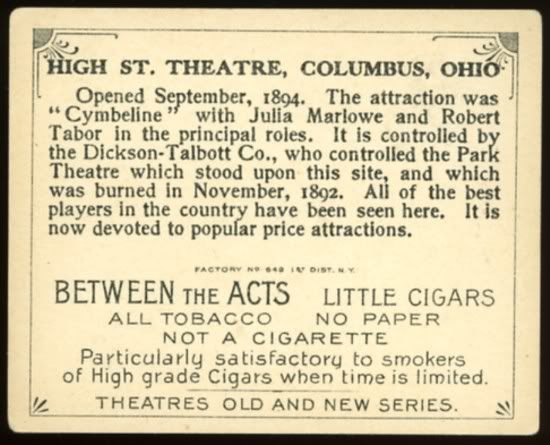 HIGH ST. THEATRE, COLUMBUS, OHIO
Opened September, 1894. The attraction was
"Cymbeline" with Julia Marlowe and Robert
Tabor in the principal roles. It is controlled by
the Dickson-Talbott Co., who controlled the Park
Theatre which stood upon this site, and which
was burned in November, 1892. All of the best
players in the country have been seen here. It is
now devoted to popular price attractions.
FACTORY NO 649 1ST DIST. N.Y.
BETWEEN THE ACTS LITTLE CIGARS
ALL TOBACCO NO PAPER
NOT A CIGARETTE
Particularly satisfactory to smokers
of High grade Cigars when time is limited.
THEATRES OLD AND NEW SERIES.